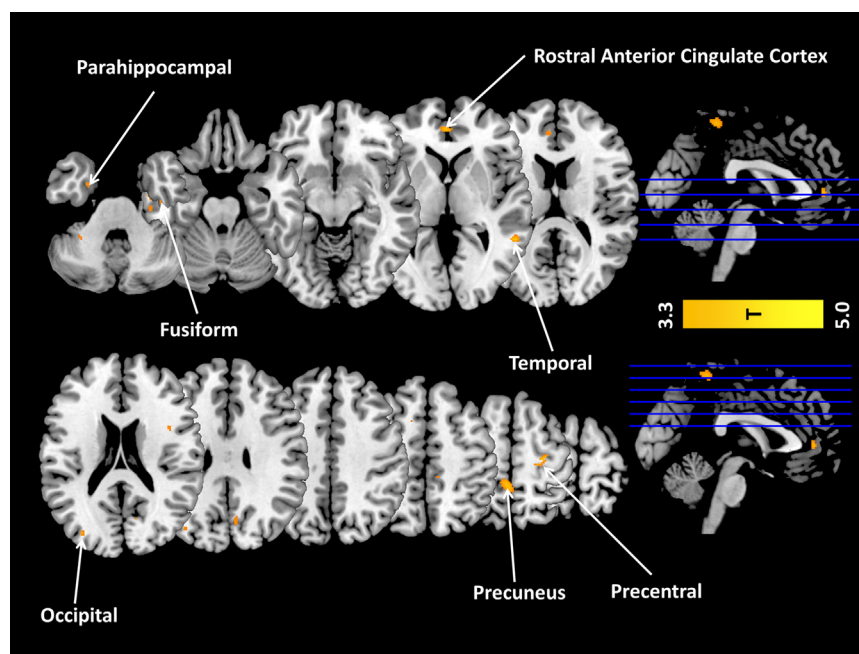 Parahippocampal
Rostral Anterior Cingulate Cortex
Fusiform
Temporal
3.3
T
5.0
Occipital
Precuneus
Precentral